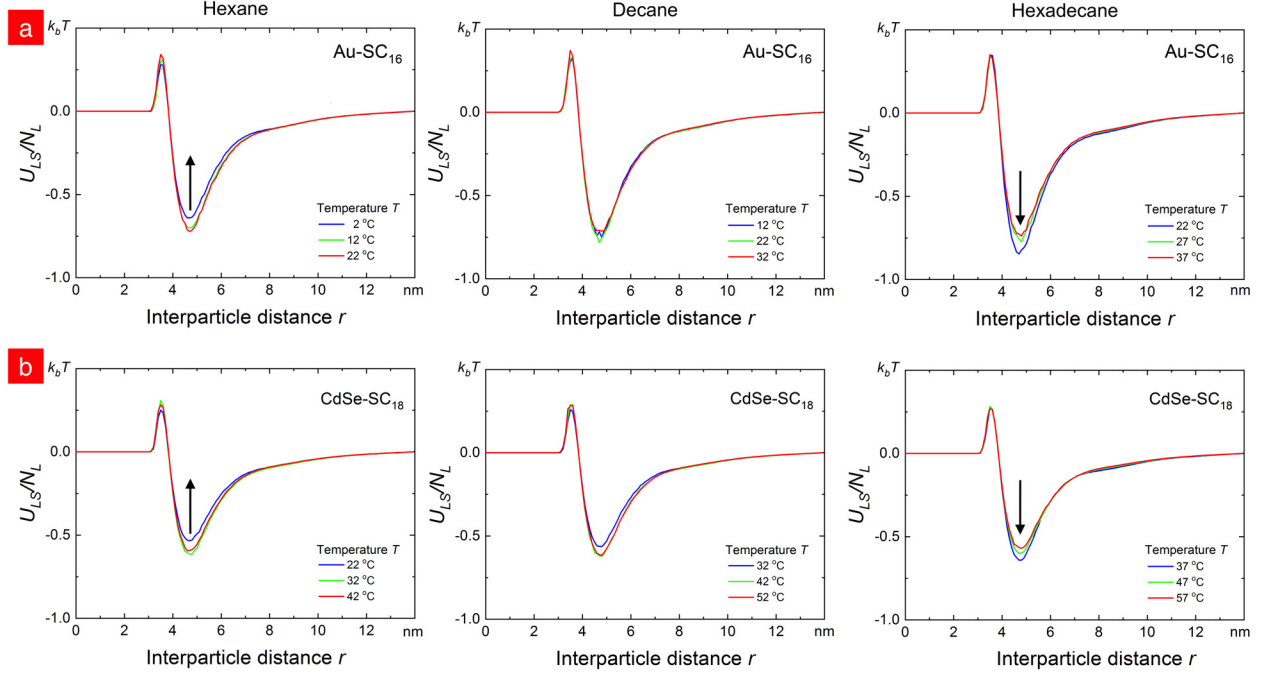 a
Hexane
Decane
Hexadecane
k_bT
Au-SC_16
0.0
-0.5
-1.0
U_LS/N_L
Temperature T
2 °C
12 °C
22 °C
0 2 4 6 8 10 12 nm
Interparticle distance r
k_bT
Au-SC_16
0.0
-0.5
-1.0
U_LS/N_L
Temperature T
12 °C
22 °C
32 °C
0 2 4 6 8 10 12 nm
Interparticle distance r
k_bT
Au-SC_16
0.0
-0.5
-1.0
U_LS/N_L
Temperature T
22 °C
27 °C
37 °C
0 2 4 6 8 10 12 nm
Interparticle distance r
b
k_bT
CdSe-SC_18
0.0
-0.5
-1.0
U_LS/N_L
Temperature T
22 °C
32 °C
42 °C
0 2 4 6 8 10 12 nm
Interparticle distance r
k_bT
CdSe-SC_18
0.0
-0.5
-1.0
U_LS/N_L
Temperature T
32 °C
42 °C
52 °C
0 2 4 6 8 10 12 nm
Interparticle distance r
k_bT
CdSe-SC_18
0.0
-0.5
-1.0
U_LS/N_L
Temperature T
37 °C
47 °C
57 °C
0 2 4 6 8 10 12 nm
Interparticle distance r